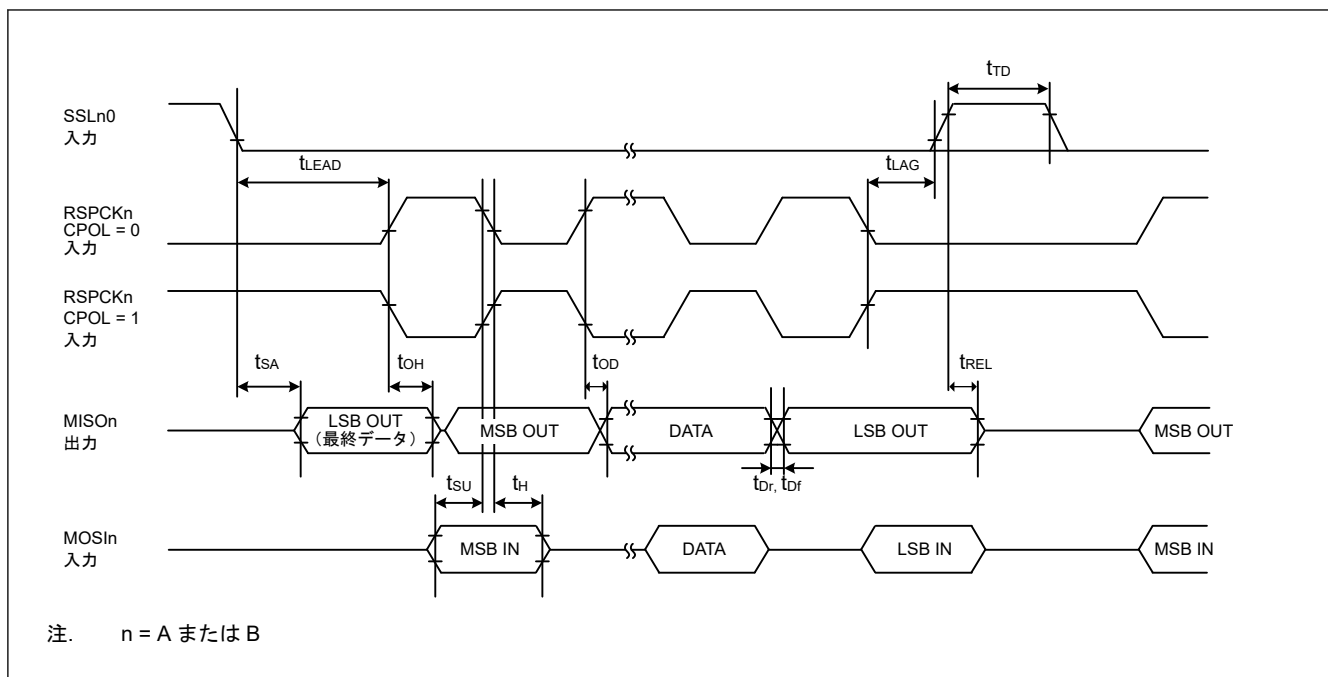 tTD
SSLn0
入力
tLEAD
tLAG
RSPCKn
CPOL = 0
入力
RSPCKn
CPOL = 1
入力
tSA
tOH
tOD
tREL
MISOn
出力
LSB OUT
(最終データ)
MSB OUT
DATA
LSB OUT
MSB OUT
tSU
tH
tDr, tDf
MOSIn
入力
MSB IN
DATA
LSB IN
MSB IN
注. n = A または B